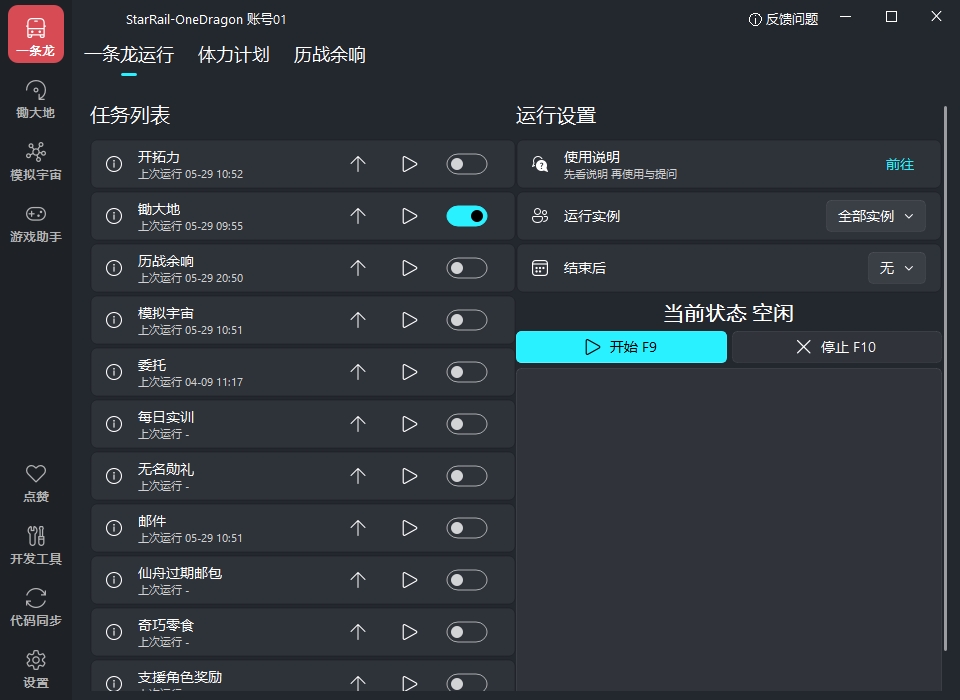 StarRail-OneDragon 账号01
反馈问题
一条龙
锄大地
模拟宇宙
游戏助手
点赞
开发工具
代码同步
设置
一条龙运行 体力计划 历战余响
任务列表
开拓力
上次运行 05-29 10:52
锄大地
上次运行 05-29 09:55
历战余响
上次运行 05-29 20:50
模拟宇宙
上次运行 05-29 10:51
委托
上次运行 04-09 11:17
每日实训
上次运行 -
无名勋礼
上次运行 -
邮件
上次运行 05-29 10:51
仙舟过期邮包
上次运行 -
奇巧零食
上次运行 -
支援角色奖励
上次运行 -
运行设置
使用说明
先看说明 再使用与提问
前往
运行实例
全部实例
结束后
无
当前状态 空闲
开始 F9
停止 F10